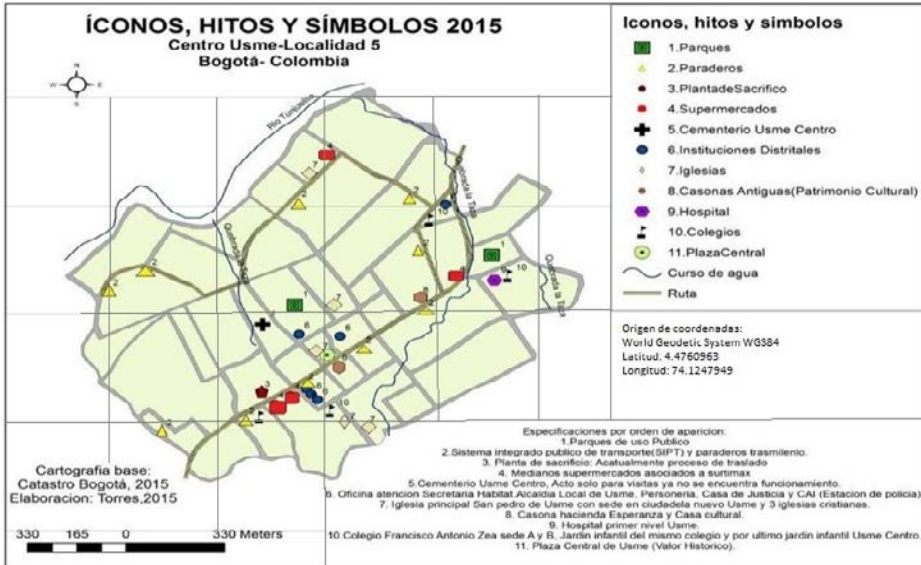 ÍCONOS, HITOS Y SÍMBOLOS 2015
Centro Usme-Localidad 5
Bogotá- Colombia
N
W E
S
Rio Tunjuelito
Quebrada la Taza
Quebrada la Taza
Quebrada la Taza
Iconos, hitos y simbolos
1.Parques
2.Paraderos
3.PlantadeSacrifico
4.Supermercados
5.Cementerio Usme Centro
6.Instituciones Distritales
7.Iglesias
8.Casonas Antiguas(Patrimonio Cultural)
9.Hospital
10.Colegios
11.PlazaCentral
Curso de agua
Ruta
Origen de coordenadas:
World Geodetic System WGS84
Latitud: 4.4760963
Longitud: 74.1247949
Especificaciones por orden de aparicion:
1.Parques de uso Publico
2.Sistema integrado publico de transporte(SIPT) y paraderos trasmilenio.
3. Planta de sacrificio: Acatualmente proceso de traslado
4. Medianos supermercados asociados a surtimax
5.Cementerio Usme Centro, Acto solo para visitas ya no se encuentra funcionamiento.
6. Oficina atencion Secretaria Habitat,Alcaldia Local de Usme, Personeria, Casa de Justicia y CAI (Estacion de policia)
7. Iglesia principal San pedro de Usme con sede en ciudadela nuevo Usme y 3 iglesias cristianas.
8. Casona hacienda Esperanza y Casa cultural.
9. Hospital primer nivel Usme.
10.Colegio Francisco Antonio Zea sede A y B, Jardin infantil del mismo colegio y por ultimo jardin infantil Usme Centro.
11. Plaza Central de Usme (Valor Historico).
Cartografia base:
Catastro Bogotá, 2015
Elaboracion: Torres,2015
330 165 0 330 Meters